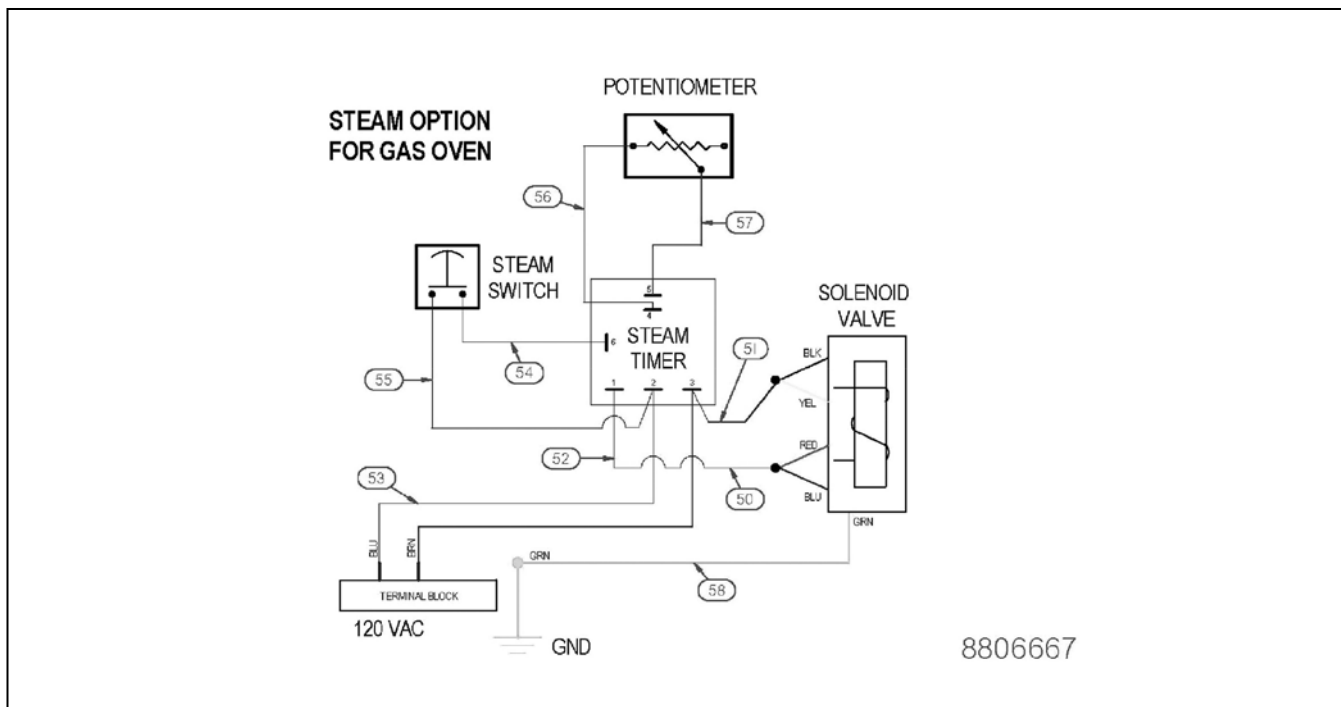 POTENTIOMETER
STEAM OPTION
FOR GAS OVEN
56
57
STEAM
SWITCH
5
4
SOLENOID
VALVE
6
STEAM
TIMER
54
51
BLK
55
1 2 3
YEL
52
RED
53
50
BLU
GRN
BLU
BRN
GRN
58
TERMINAL BLOCK
120 VAC
GND
8806667